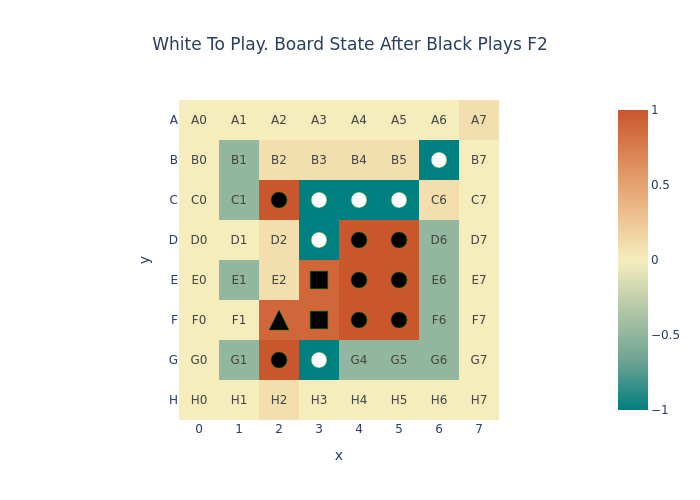 White To Play. Board State After Black Plays F2
A A0 A1 A2 A3 A4 A5 A6 A7 1
B B0 B1 B2 B3 B4 B5 B7
C C0 C1 C6 C7 0.5
D D0 D1 D2 D6 D7
y
0
E E0 E1 E2 E6 E7
F F0 F1 F6 F7 −0.5
G G0 G1 G4 G5 G6 G7
H H0 H1 H2 H3 H4 H5 H6 H7 −1
0 1 2 3 4 5 6 7
x